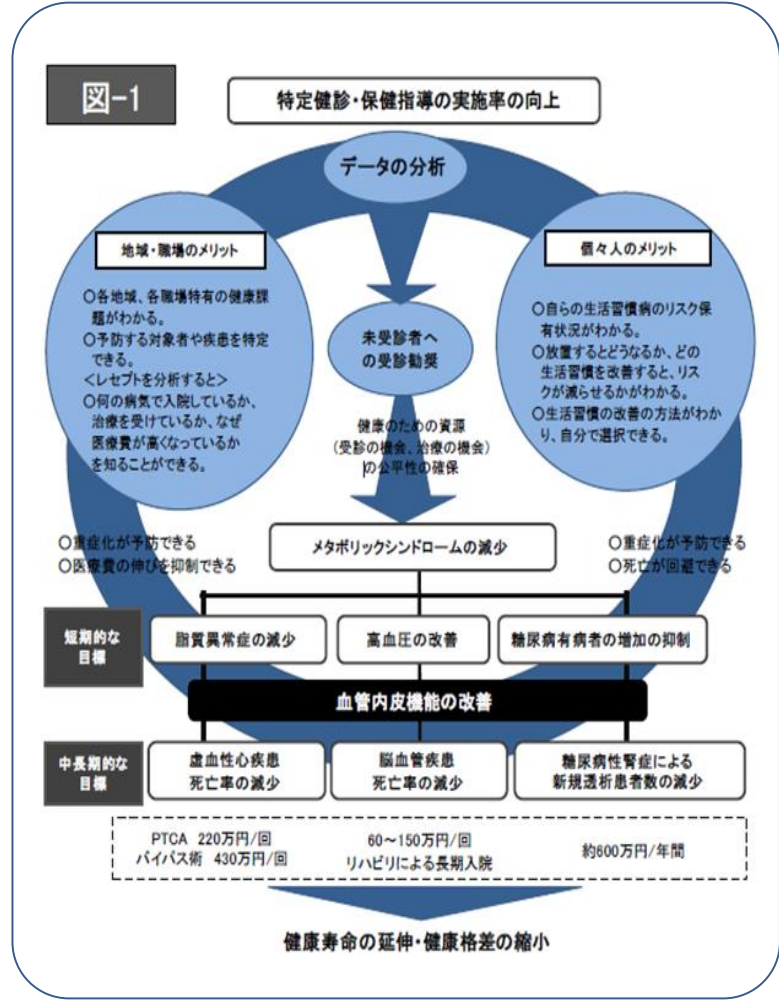 図-1
特定健診・保健指導の実施率の向上
データの分析
地域・職場のメリット
○各地域、各職場特有の健康課
題がわかる。
○予防する対象者や疾患を特定
できる。
<レセプトを分析すると>
○何の病気で入院しているか、
治療を受けているか、なぜ
医療費が高くなっているか
を知ることができる。
個々人のメリット
○自らの生活習慣病のリスク保
有状況がわかる。
○放置するとどうなるか、どの
生活習慣を改善すると、リス
クが減らせるかがわかる。
○生活習慣の改善の方法がわか
り、自分で選択できる。
未受診者へ
の受診勧奨
健康のための資源
(受診の機会、治療の機会)
の公平性の確保
○重症化が予防できる
○医療費の伸びを抑制できる
メタボリックシンドロームの減少
○重症化が予防できる
○死亡が回避できる
短期的な
目標
脂質異常症の減少
高血圧の改善
糖尿病有病者の増加の抑制
血管内皮機能の改善
中長期的な
目標
虚血性心疾患
死亡率の減少
脳血管疾患
死亡率の減少
糖尿病性腎症による
新規透析患者数の減少
PTCA 220万円/回
バイパス術 430万円/回
60～150万円/回
リハビリによる長期入院
約600万円/年間
健康寿命の延伸・健康格差の縮小